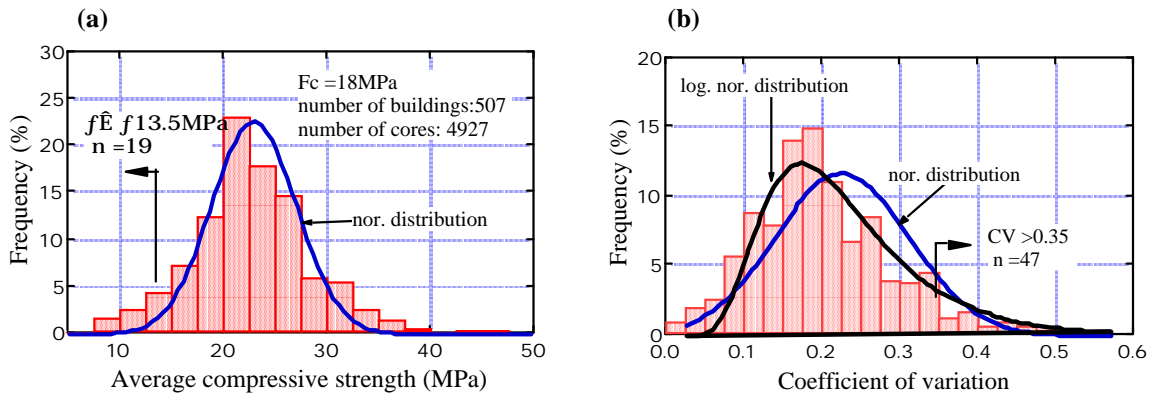 (a)
30
25
20
15
10
5
0
Frequency (%)
Fc =18MPa
number of buildings:507
number of cores: 4927
ƒÊ ƒ13.5MPa
n =19
nor. distribution
10
20
30
40
50
Average compressive strength (MPa)
(b)
20
15
10
5
0
Frequency (%)
log. nor. distribution
nor. distribution
CV >0.35
n =47
0.0
0.1
0.2
0.3
0.4
0.5
0.6
Coefficient of variation